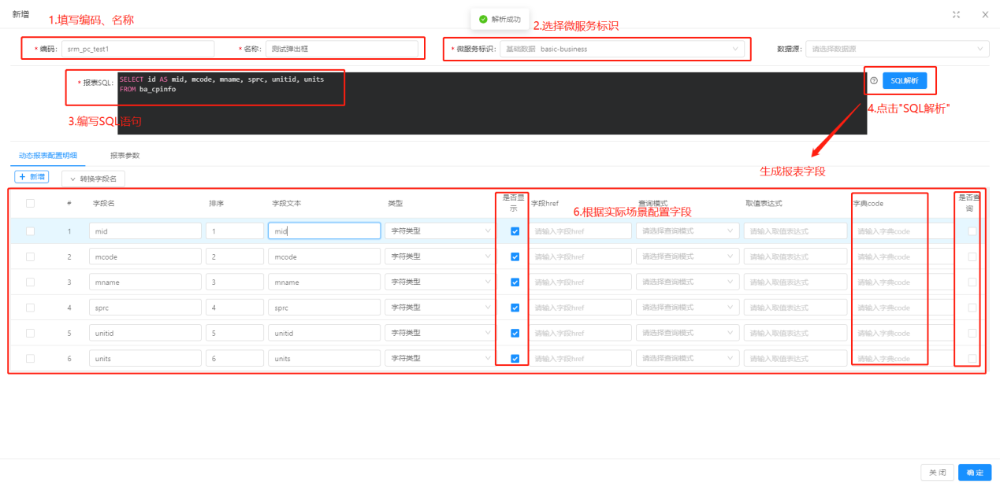 新增
解析成功
1.填写编码、名称
2.选择微服务标识
* 编码: srm_pc_test1
* 名称: 测试弹出框
* 微服务标识: 基础数据 basic-business
数据源: 请选择数据源
* 报表SQL:
SELECT id AS mid, mcode, mname, sprc, unitid, units
FROM ba_cpinfo
SQL解析
3.编写SQL语句
4.点击"SQL解析"
动态报表配置明细 报表参数
生成报表字段
+ 新增 转换字段名
# 字段名 排序 字段文本 类型 是否显示 字段href 查询模式 取值表达式 字典code 是否查询
6.根据实际场景配置字段
1 mid 1 mid 字符类型 请输入字段href 请选择查询模式 请输入取值表达式 请输入字典code
2 mcode 2 mcode 字符类型 请输入字段href 请选择查询模式 请输入取值表达式 请输入字典code
3 mname 3 mname 字符类型 请输入字段href 请选择查询模式 请输入取值表达式 请输入字典code
4 sprc 4 sprc 字符类型 请输入字段href 请选择查询模式 请输入取值表达式 请输入字典code
5 unitid 5 unitid 字符类型 请输入字段href 请选择查询模式 请输入取值表达式 请输入字典code
6 units 6 units 字符类型 请输入字段href 请选择查询模式 请输入取值表达式 请输入字典code
关 闭 确 定